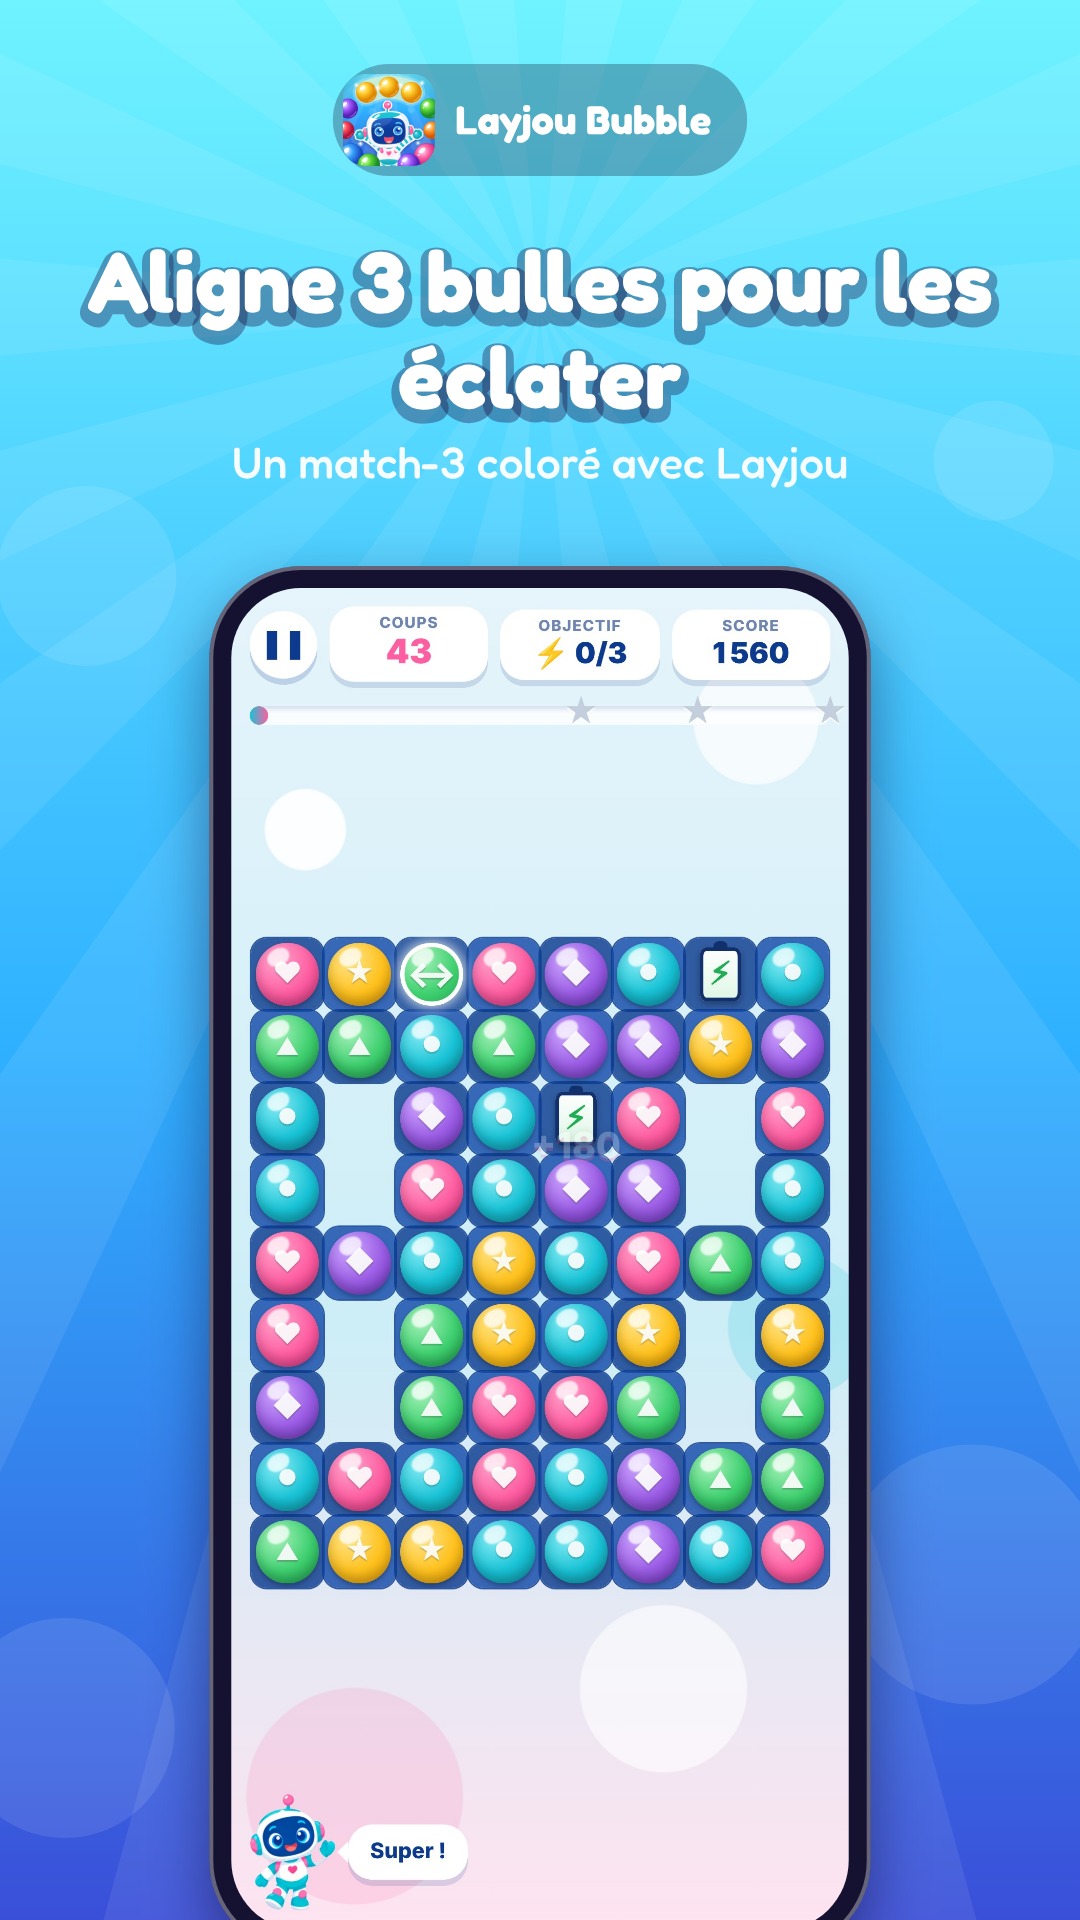 Layjou Bubble
Aligne 3 bulles pour les
éclater
Un match-3 coloré avec Layjou
COUPS
43
OBJECTIF
⚡ 0/3
SCORE
1560
+180
Super !